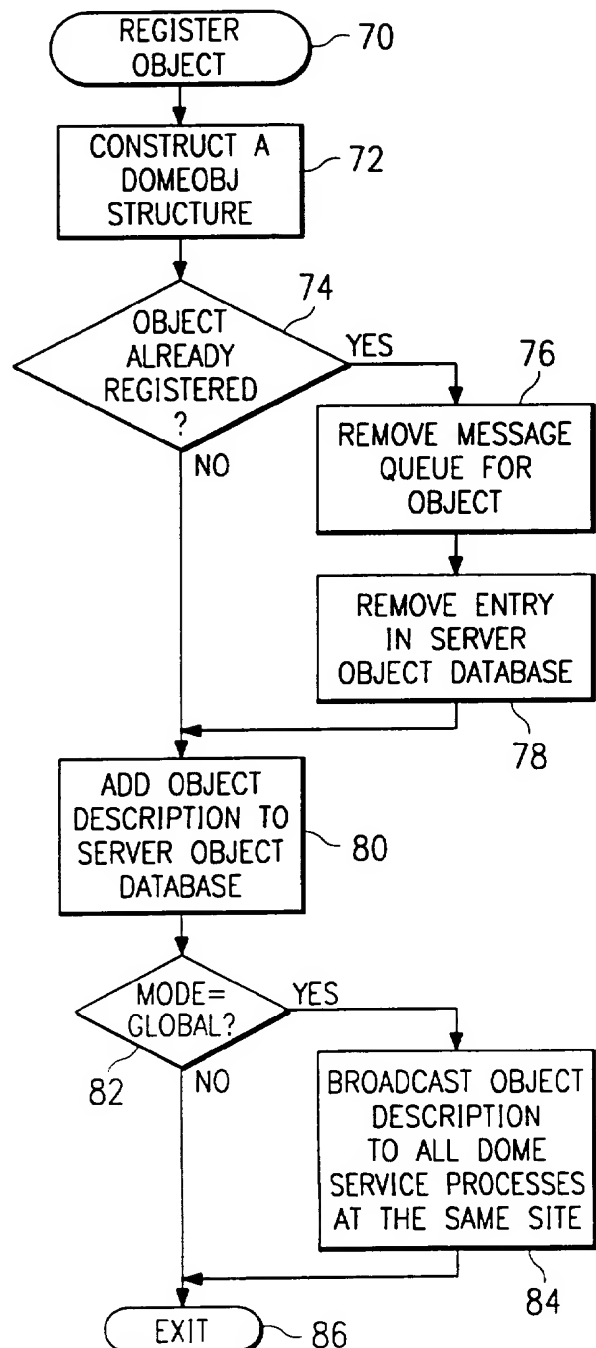 REGISTER
OBJECT
70
CONSTRUCT A
DOMEOBJ
STRUCTURE
72
74
OBJECT
ALREADY
REGISTERED
?
YES
NO
76
REMOVE MESSAGE
QUEUE FOR
OBJECT
REMOVE ENTRY
IN SERVER
OBJECT DATABASE
78
ADD OBJECT
DESCRIPTION TO
SERVER OBJECT
DATABASE
80
MODE=
GLOBAL?
YES
82
NO
BROADCAST OBJECT
DESCRIPTION
TO ALL DOME
SERVICE PROCESSES
AT THE SAME SITE
84
EXIT
86